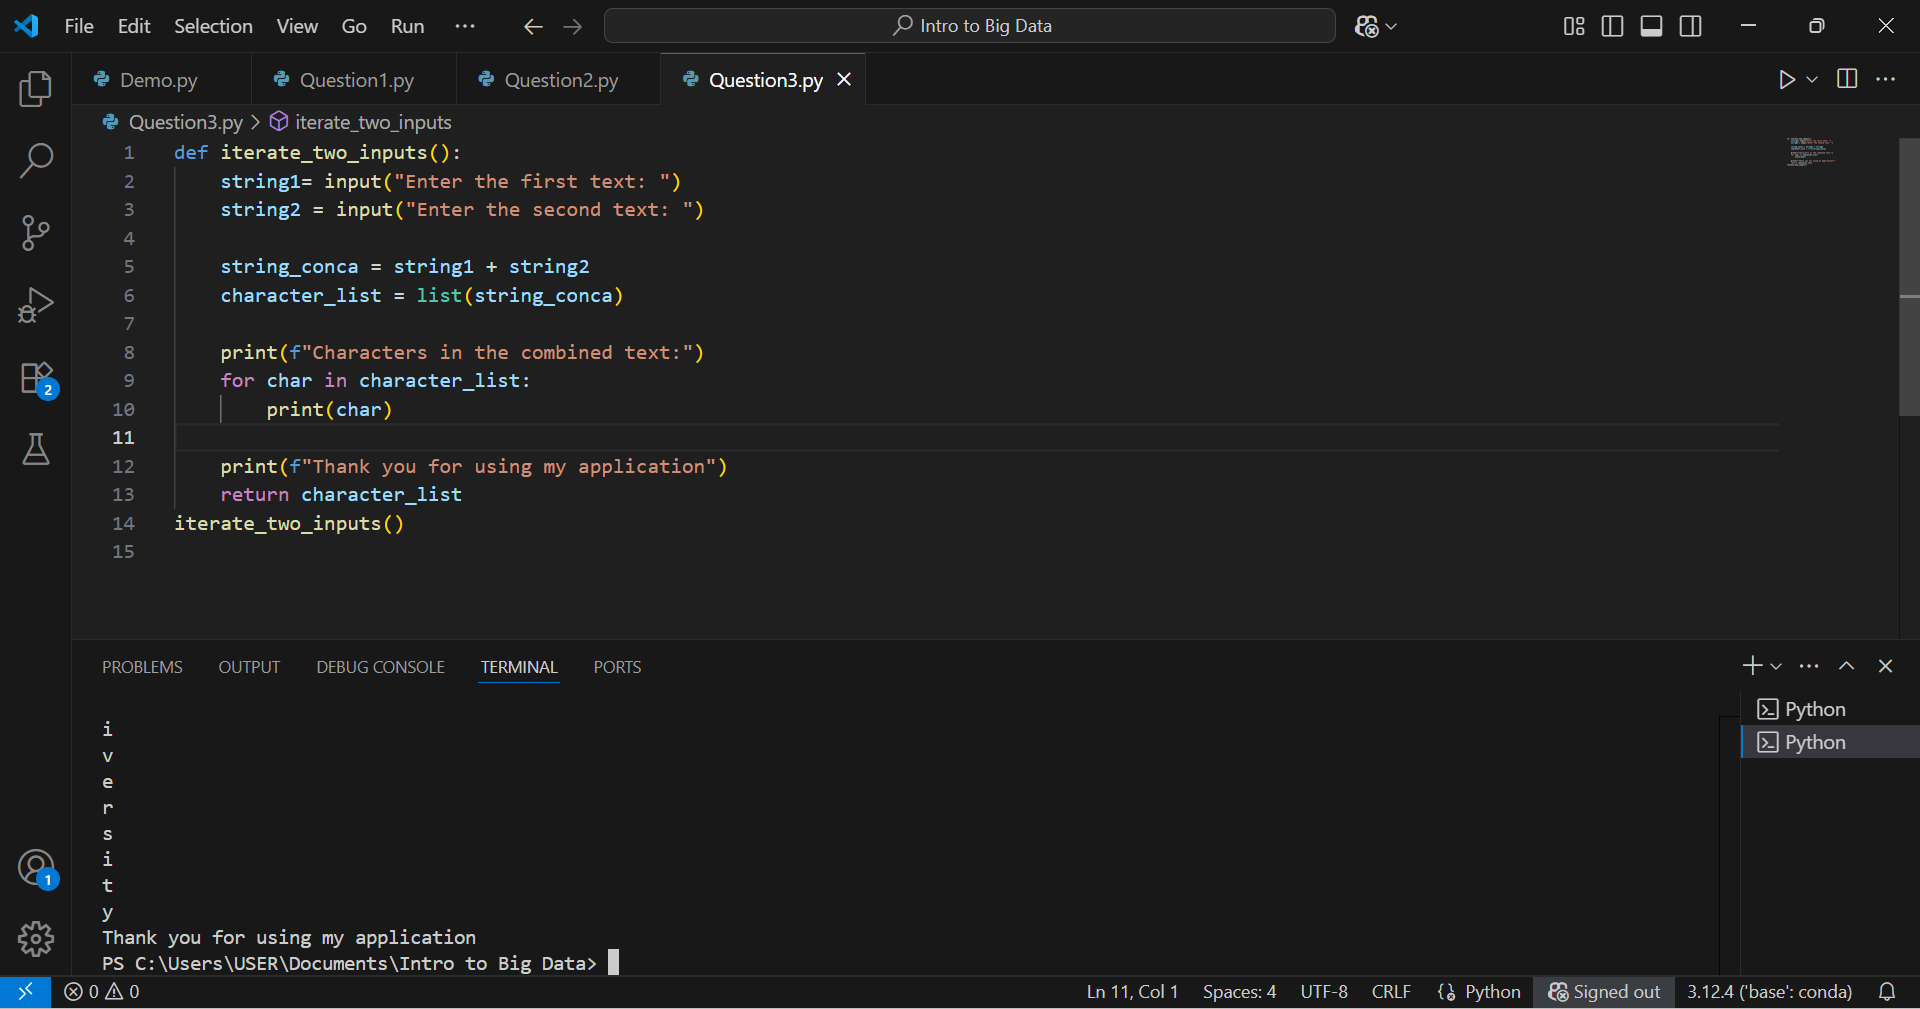 File Edit Selection View Go Run ··· Intro to Big Data
Demo.py Question1.py Question2.py Question3.py
Question3.py > iterate_two_inputs
1 def iterate_two_inputs():
2 string1= input("Enter the first text: ")
3 string2 = input("Enter the second text: ")
4
5 string_conca = string1 + string2
6 character_list = list(string_conca)
7
8 print(f"Characters in the combined text:")
9 for char in character_list:
10 print(char)
11
12 print(f"Thank you for using my application")
13 return character_list
14 iterate_two_inputs()
15
2
1
PROBLEMS OUTPUT DEBUG CONSOLE TERMINAL PORTS
Python
Python
i
v
e
r
s
i
t
y
Thank you for using my application
PS C:\Users\USER\Documents\Intro to Big Data>
0 0 Ln 11, Col 1 Spaces: 4 UTF-8 CRLF Python Signed out 3.12.4 ('base': conda)